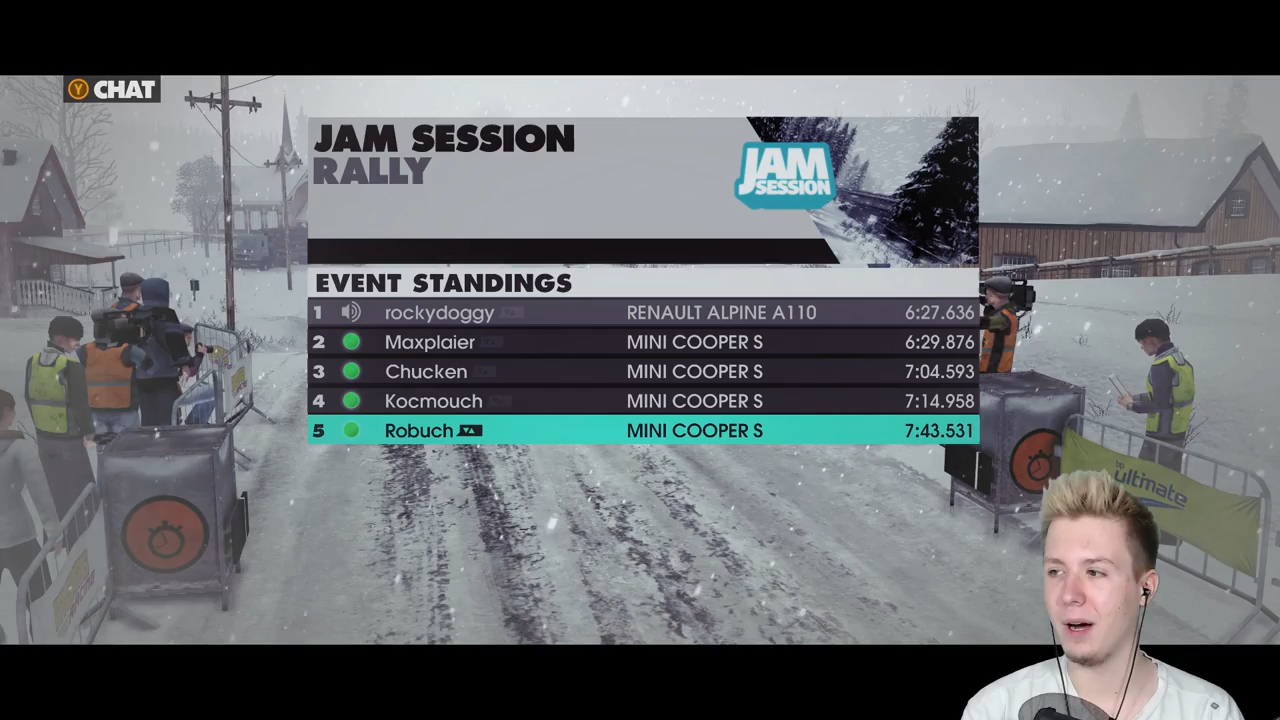 Y CHAT
JAM SESSION
RALLY
JAM
SESSION
EVENT STANDINGS
1 rockydoggy RENAULT ALPINE A110 6:27.636
2 Maxplaier MINI COOPER S 6:29.876
3 Chucken MINI COOPER S 7:04.593
4 Kocmouch MINI COOPER S 7:14.958
5 Robuch MINI COOPER S 7:43.531
bp
ultimate